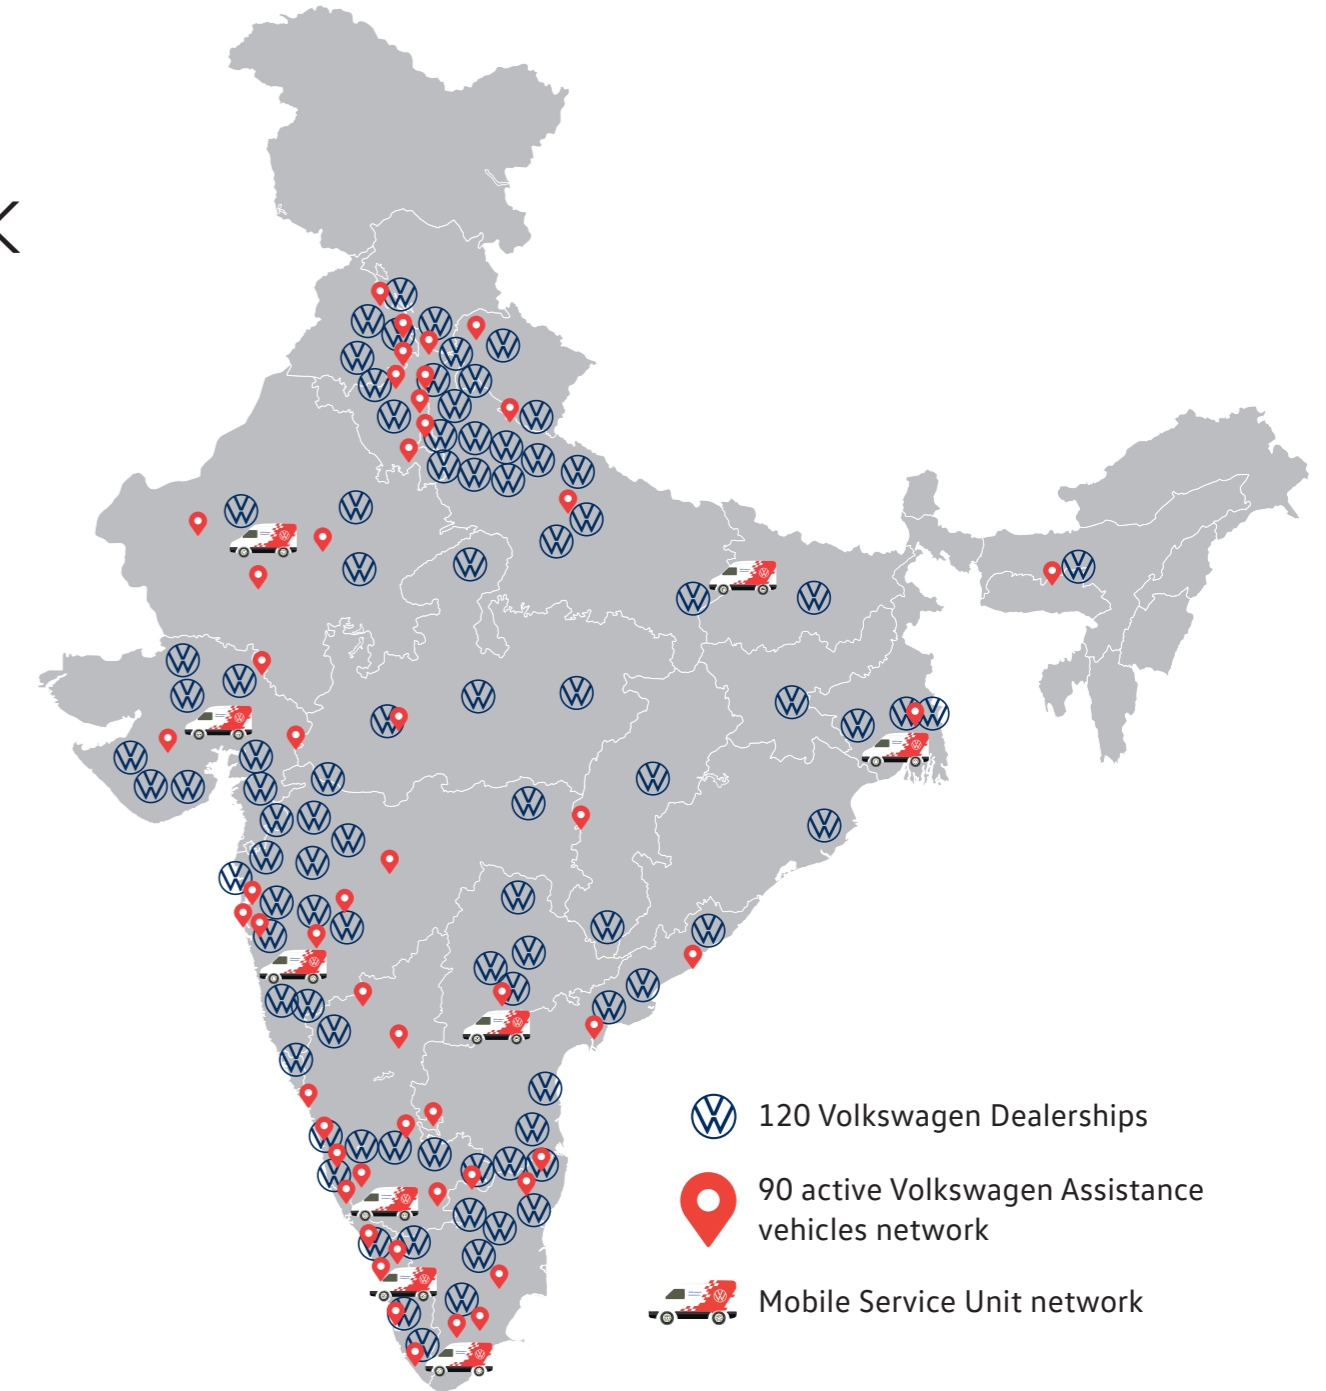 K
120 Volkswagen Dealerships
90 active Volkswagen Assistance
vehicles network
Mobile Service Unit network